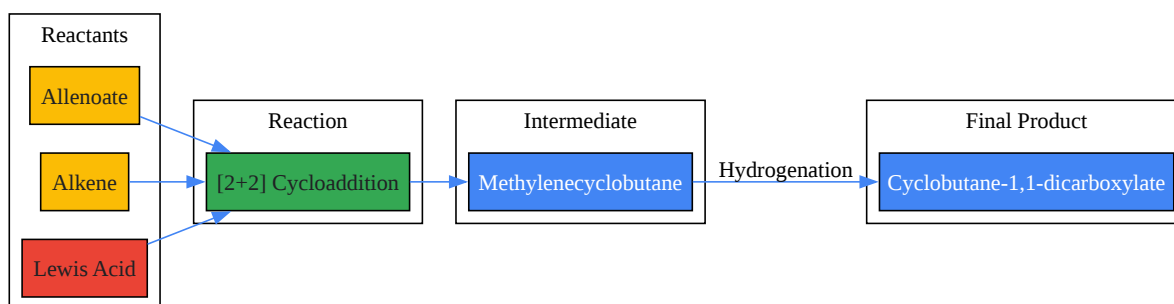 Reactants
Allenoate
Alkene
Lewis Acid
Reaction
[2+2] Cycloaddition
Intermediate
Methylenecyclobutane
Hydrogenation
Final Product
Cyclobutane-1,1-dicarboxylate